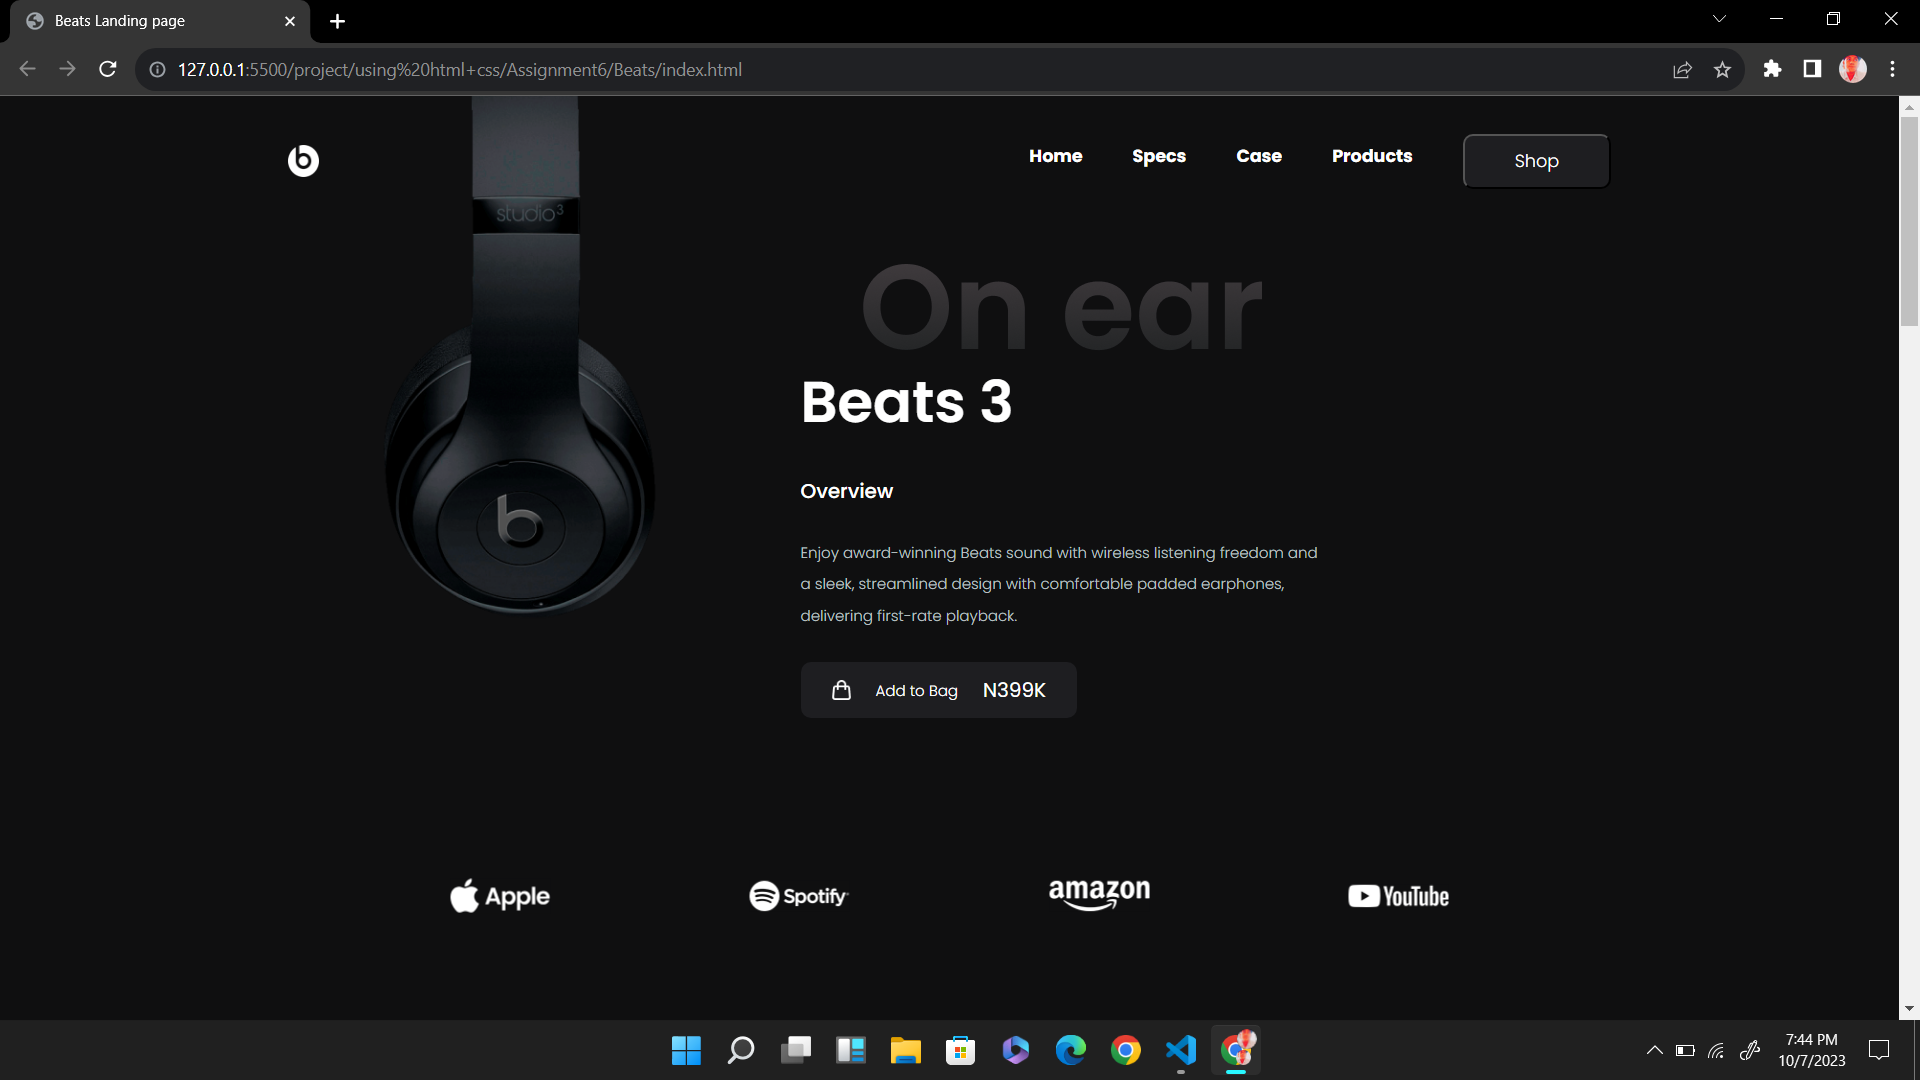 Beats Landing page
127.0.0.1:5500/project/using%20html+css/Assignment6/Beats/index.html
b
Home Specs Case Products Shop
studio3
On ear
Beats 3
Overview
Enjoy award-winning Beats sound with wireless listening freedom and
a sleek, streamlined design with comfortable padded earphones,
delivering first-rate playback.
b
Add to Bag N399K
Apple Spotify amazon YouTube
7:44 PM
10/7/2023